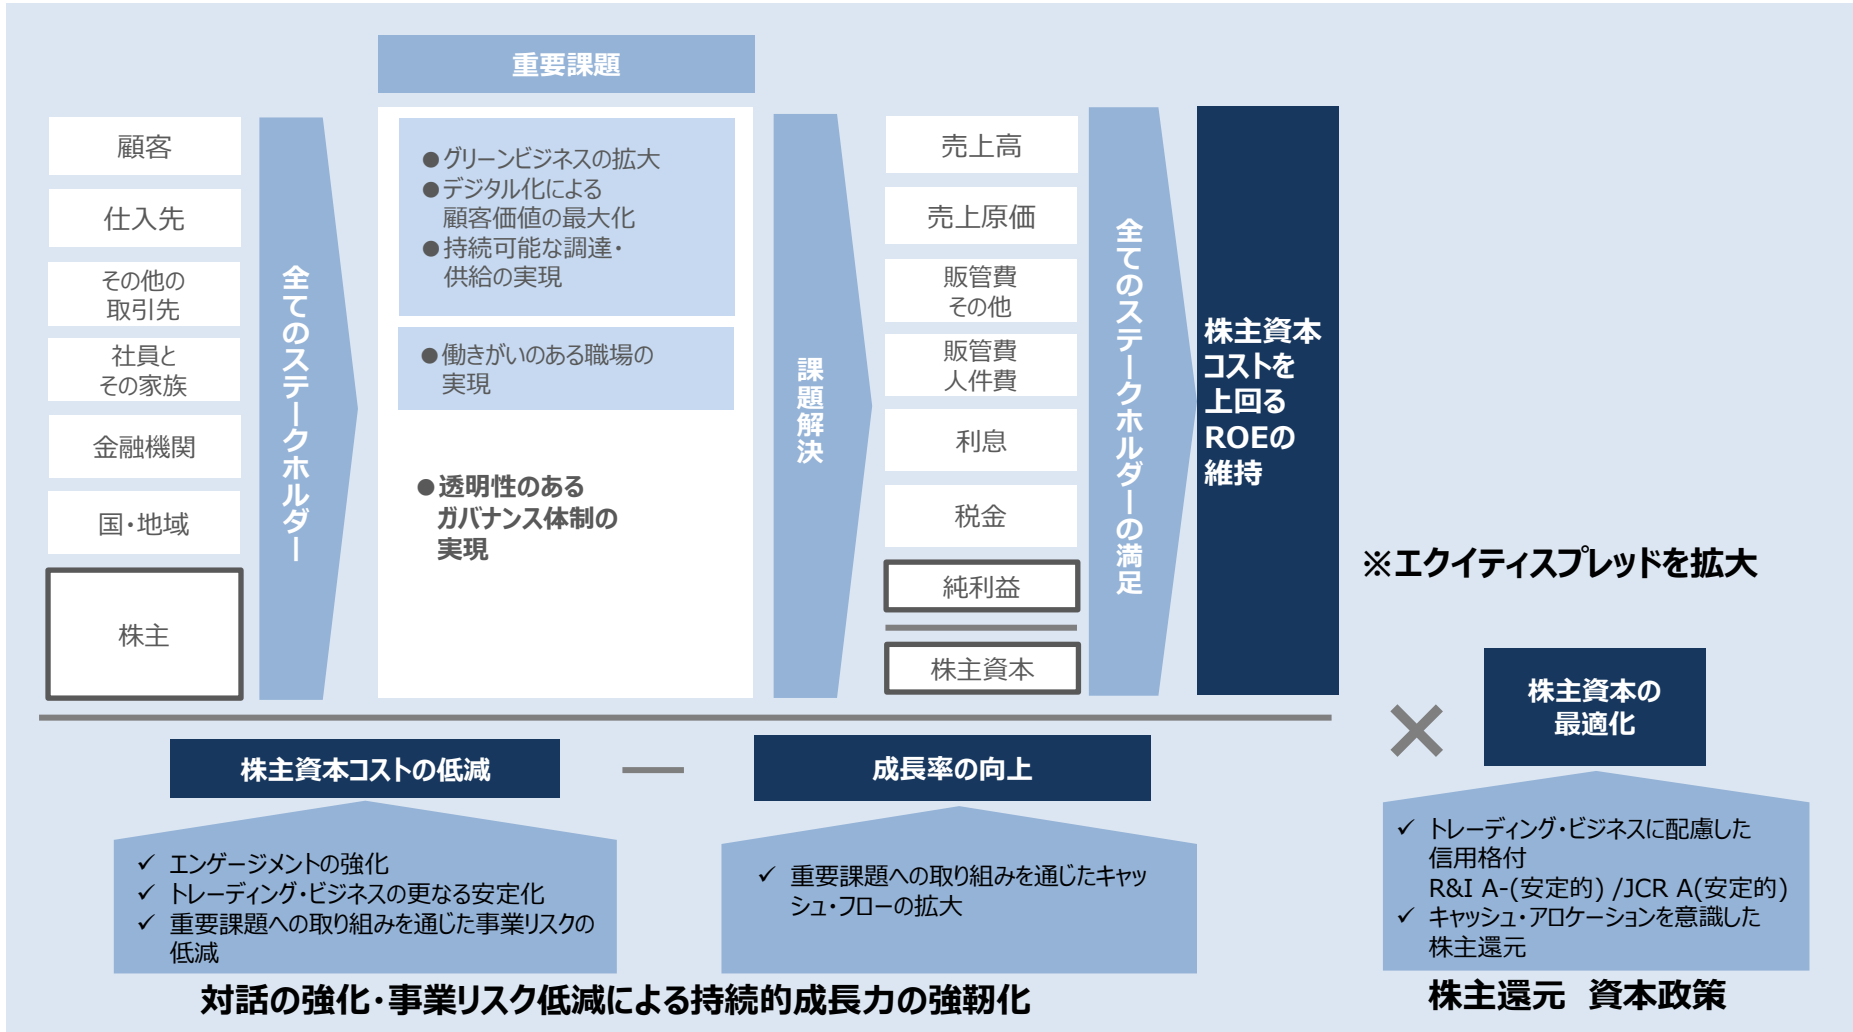 重要課題
顧客
仕入先
その他の
取引先
社員と
その家族
金融機関
国・地域
株主
全てのステークホルダー
●グリーンビジネスの拡大
●デジタル化による
顧客価値の最大化
●持続可能な調達・
供給の実現
●働きがいのある職場の
実現
●透明性のある
ガバナンス体制の
実現
課題解決
売上高
売上原価
販管費
その他
販管費
人件費
利息
税金
純利益
株主資本
全てのステークホルダーの満足
株主資本
コストを
上回る
ROEの
維持
※エクイティスプレッドを拡大
株主資本コストの低減
—
成長率の向上
×
株主資本の
最適化
✓ エンゲージメントの強化
✓ トレーディング・ビジネスの更なる安定化
✓ 重要課題への取り組みを通じた事業リスクの
低減
✓ 重要課題への取り組みを通じたキャッ
シュ・フローの拡大
✓ トレーディング・ビジネスに配慮した
信用格付
R&I A-(安定的) /JCR A(安定的)
✓ キャッシュ・アロケーションを意識した
株主還元
対話の強化・事業リスク低減による持続的成長力の強靭化
株主還元 資本政策